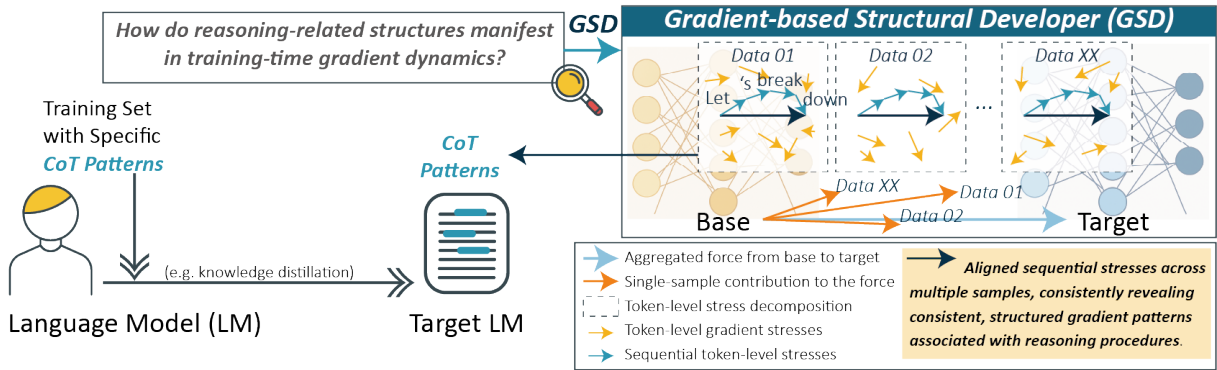 How do reasoning-related structures manifest
in training-time gradient dynamics?
GSD
Gradient-based Structural Developer (GSD)
Data 01
Let
's
break
down
Data 02
...
Data XX
Training Set
with Specific
CoT Patterns
CoT
Patterns
(e.g. knowledge distillation)
Language Model (LM)
Target LM
Data XX
Data 01
Data 02
Base
Target
Aggregated force from base to target
Single-sample contribution to the force
Token-level stress decomposition
Token-level gradient stresses
Sequential token-level stresses
Aligned sequential stresses across
multiple samples, consistently revealing
consistent, structured gradient patterns
associated with reasoning procedures.